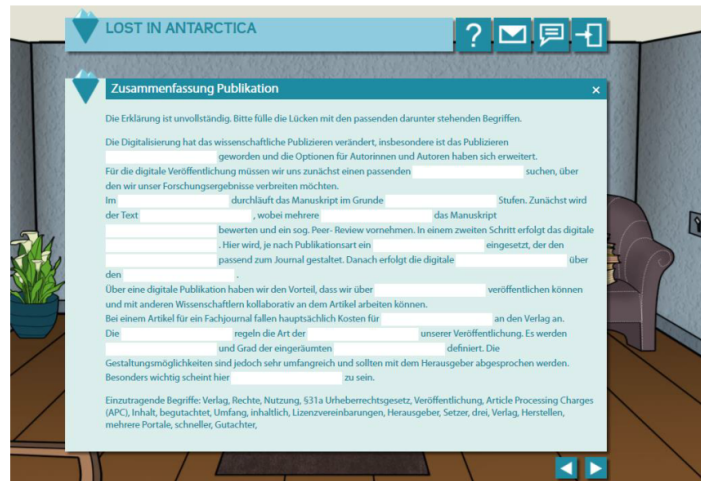 LOST IN ANTARCTICA
?
Zusammenfassung Publikation
×
Die Erklärung ist unvollständig. Bitte fülle die Lücken mit den passenden darunter stehenden Begriffen.
Die Digitalisierung hat das wissenschaftliche Publizieren verändert, insbesondere ist das Publizieren
geworden und die Optionen für Autorinnen und Autoren haben sich erweitert.
Für die digitale Veröffentlichung müssen wir uns zunächst einen passenden suchen, über
den wir unser Forschungsergebnisse verbreiten möchten.
Im durchläuft das Manuskript im Grunde Stufen. Zunächst wird
der Text , wobei mehrere das Manuskript
bewerten und ein sog. Peer- Review vornehmen. In einem zweiten Schritt erfolgt das digitale
. Hier wird, je nach Publikationsart ein eingesetzt, der den
passend zum Journal gestaltet. Danach erfolgt die digitale über
den .
Über eine digitale Publikation haben wir den Vorteil, dass wir über veröffentlichen können
und mit anderen Wissenschaftlern kollaborativ an dem Artikel arbeiten können.
Bei einem Artikel für ein Fachjournal fallen hauptsächlich Kosten für an den Verlag an.
Die regeln die Art der unserer Veröffentlichung. Es werden
und Grad der eingeräumten definiert. Die
Gestaltungsmöglichkeiten sind jedoch sehr umfangreich und sollten mit dem Herausgeber abgesprochen werden.
Besonders wichtig scheint hier zu sein.
Einzutragende Begriffe: Verlag, Rechte, Nutzung, §31a Urheberrechtsgesetz, Veröffentlichung, Article Processing Charges
(APC), Inhalt, begutachtet, Umfang, inhaltlich, Lizenzvereinbarungen, Herausgeber, Setzer, drei, Verlag, Herstellen,
mehrere Portale, schneller, Gutachter,